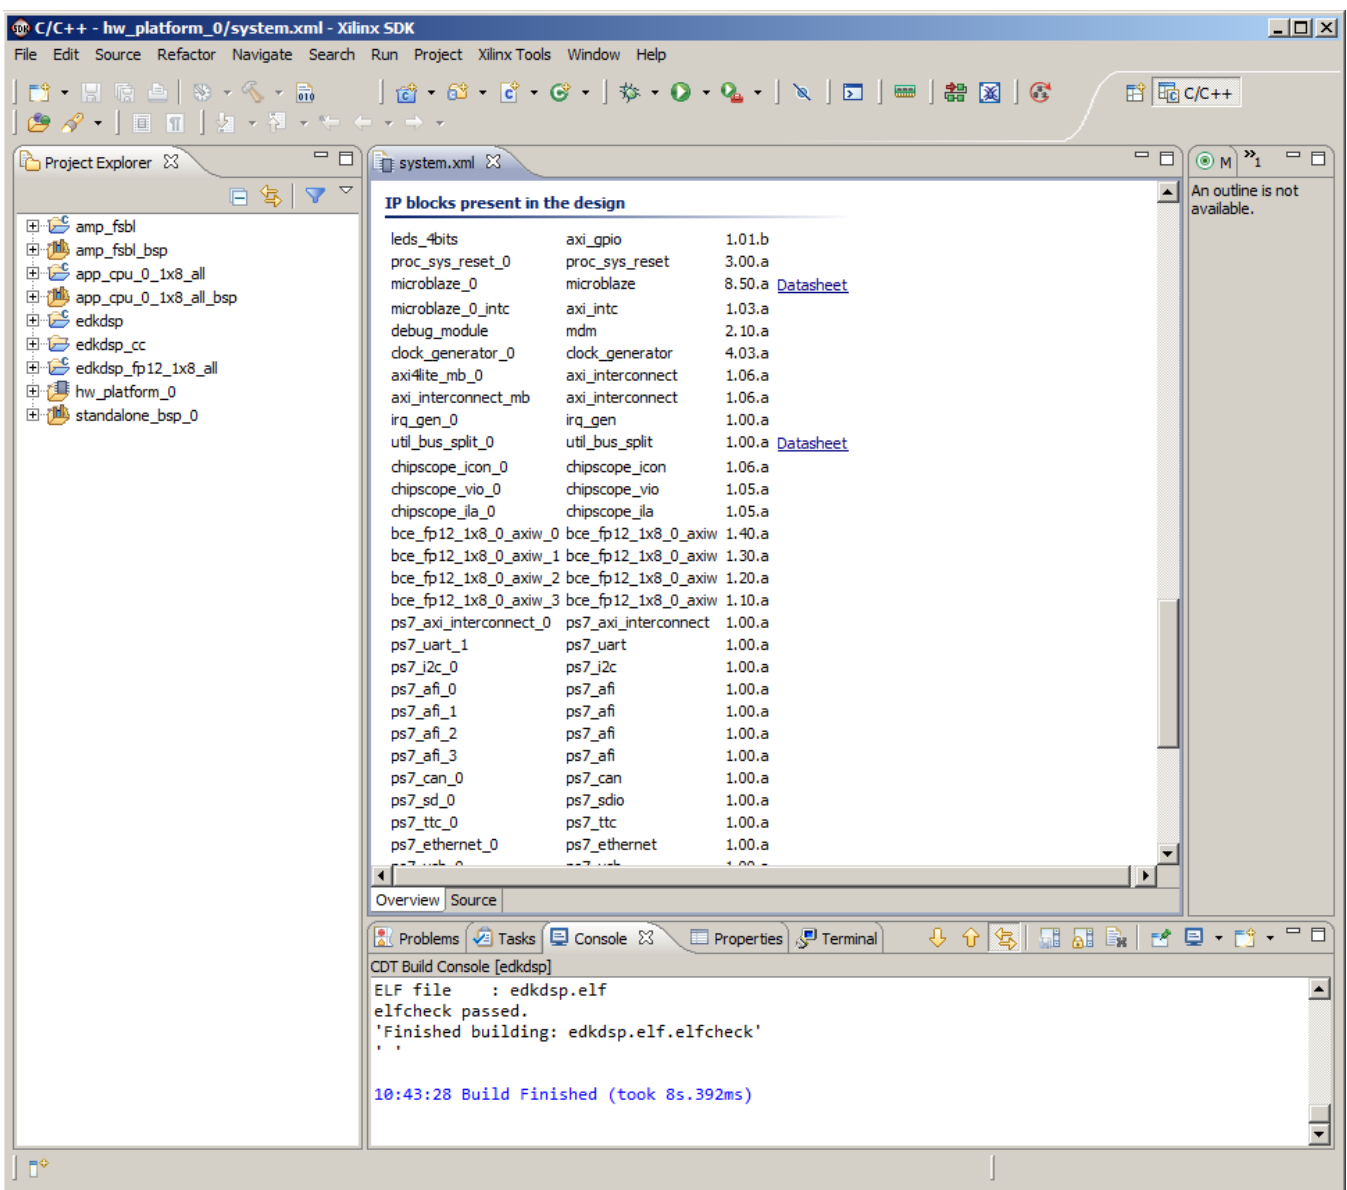 C/C++ - hw_platform_0/system.xml - Xilinx SDK
File Edit Source Refactor Navigate Search Run Project Xilinx Tools Window Help
C/C++
Project Explorer
amp_fsbl
amp_fsbl_bsp
app_cpu_0_1x8_all
app_cpu_0_1x8_all_bsp
edkdsp
edkdsp_cc
edkdsp_fp12_1x8_all
hw_platform_0
standalone_bsp_0
system.xml
IP blocks present in the design
leds_4bits axi_gpio 1.01.b
proc_sys_reset_0 proc_sys_reset 3.00.a
microblaze_0 microblaze 8.50.a Datasheet
microblaze_0_intc axi_intc 1.03.a
debug_module mdm 2.10.a
clock_generator_0 clock_generator 4.03.a
axi4lite_mb_0 axi_interconnect 1.06.a
axi_interconnect_mb axi_interconnect 1.06.a
irq_gen_0 irq_gen 1.00.a
util_bus_split_0 util_bus_split 1.00.a Datasheet
chipscope_icon_0 chipscope_icon 1.06.a
chipscope_vio_0 chipscope_vio 1.05.a
chipscope_ila_0 chipscope_ila 1.05.a
bce_fp12_1x8_0_axiw_0 bce_fp12_1x8_0_axiw 1.40.a
bce_fp12_1x8_0_axiw_1 bce_fp12_1x8_0_axiw 1.30.a
bce_fp12_1x8_0_axiw_2 bce_fp12_1x8_0_axiw 1.20.a
bce_fp12_1x8_0_axiw_3 bce_fp12_1x8_0_axiw 1.10.a
ps7_axi_interconnect_0 ps7_axi_interconnect 1.00.a
ps7_uart_1 ps7_uart 1.00.a
ps7_i2c_0 ps7_i2c 1.00.a
ps7_afi_0 ps7_afi 1.00.a
ps7_afi_1 ps7_afi 1.00.a
ps7_afi_2 ps7_afi 1.00.a
ps7_afi_3 ps7_afi 1.00.a
ps7_can_0 ps7_can 1.00.a
ps7_sd_0 ps7_sdio 1.00.a
ps7_ttc_0 ps7_ttc 1.00.a
ps7_ethernet_0 ps7_ethernet 1.00.a
Overview Source
M »1
An outline is not
available.
Problems Tasks Console Properties Terminal
CDT Build Console [edkdsp]
ELF file    : edkdsp.elf
elfcheck passed.
'Finished building: edkdsp.elf.elfcheck'
' '
10:43:28 Build Finished (took 8s.392ms)